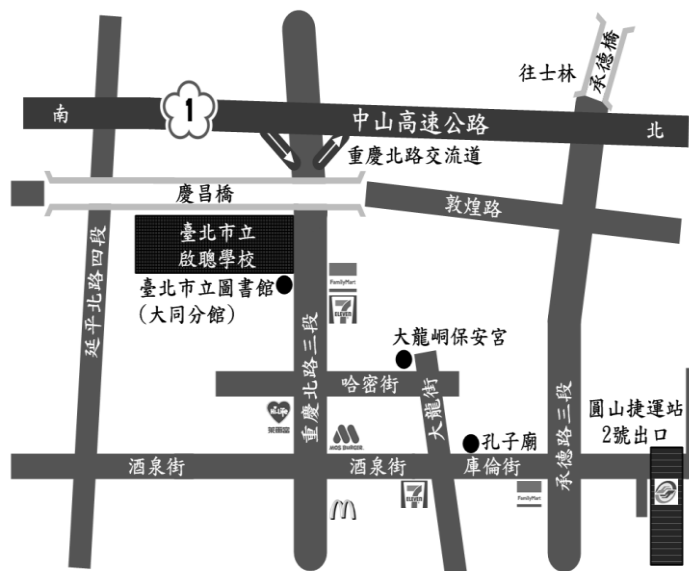 承德橋
往士林
南
1
中山高速公路
北
重慶北路交流道
慶昌橋
敦煌路
臺北市立
啟聰學校
延平北路四段
臺北市立圖書館
(大同分館)
FamilyMart
7
ELEVEN
重慶北路三段
大龍峒保安宮
哈密街
大龍街
承德路三段
圓山捷運站
2號出口
Hi-Life
萊爾富
MOS BURGER
孔子廟
酒泉街
酒泉街
庫倫街
7
ELEVEN
FamilyMart